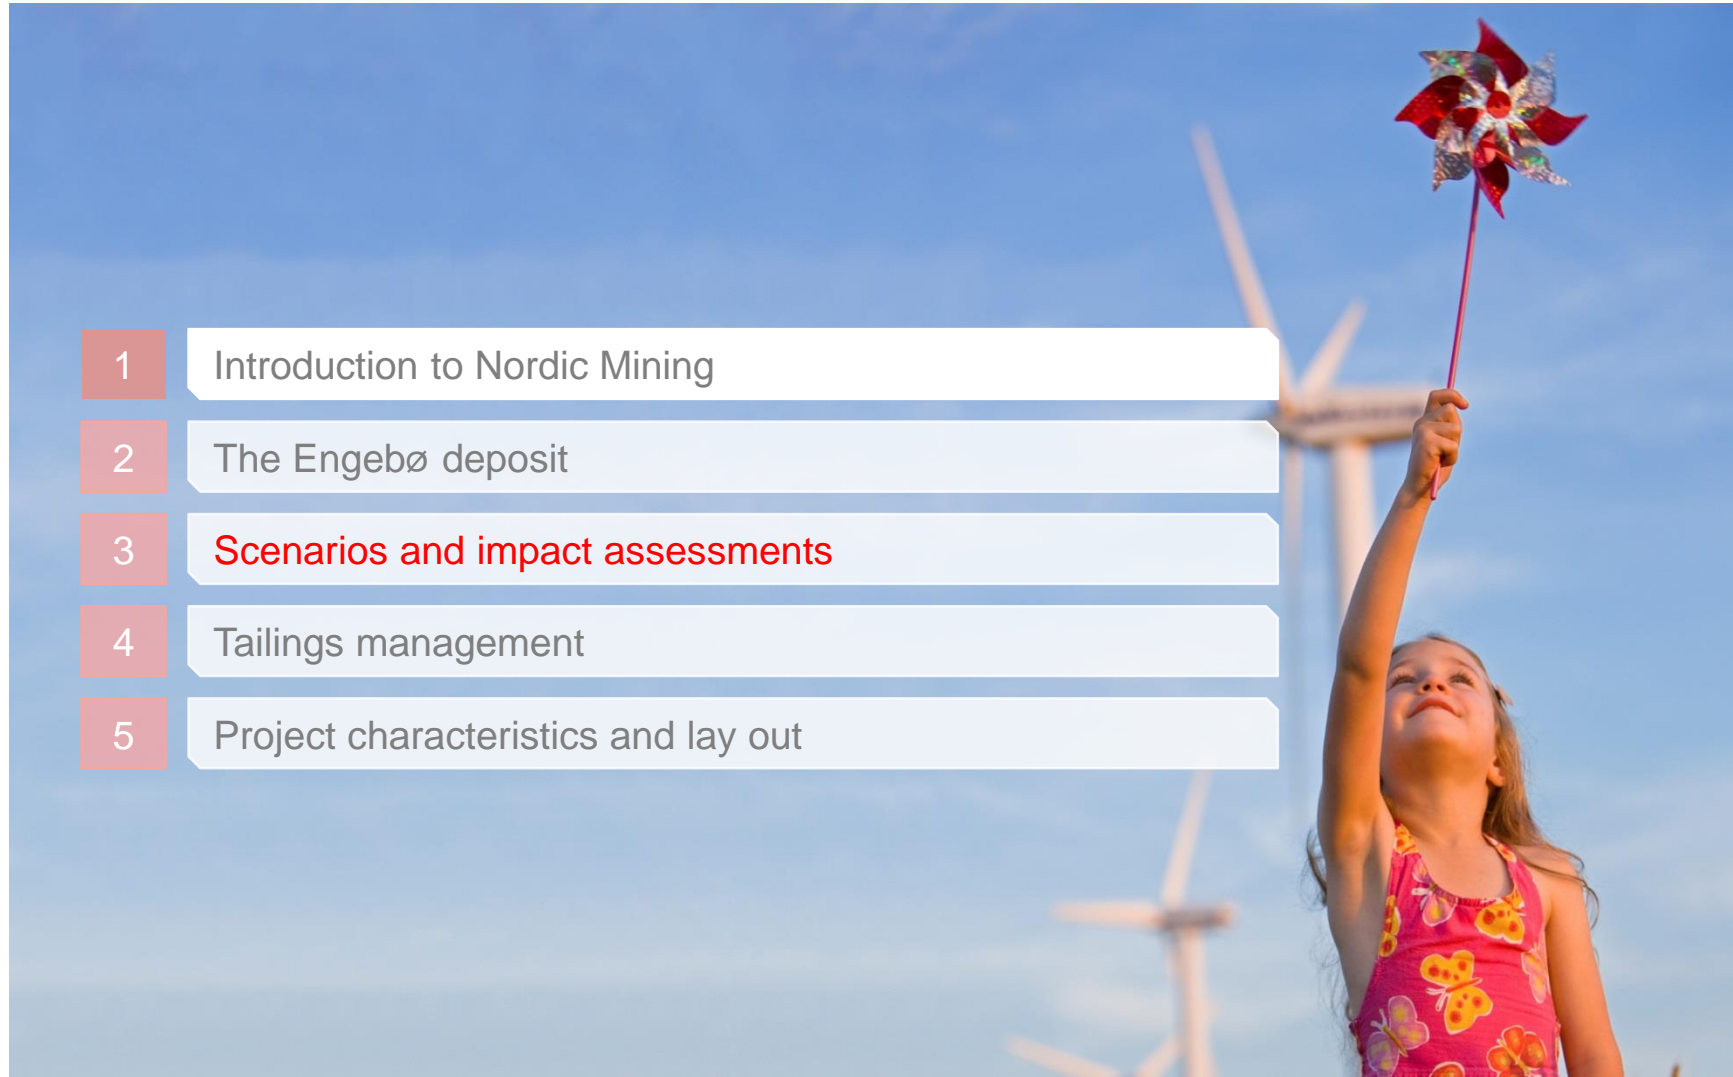 1 Introduction to Nordic Mining
2 The Engebø deposit
3 Scenarios and impact assessments
4 Tailings management
5 Project characteristics and lay out